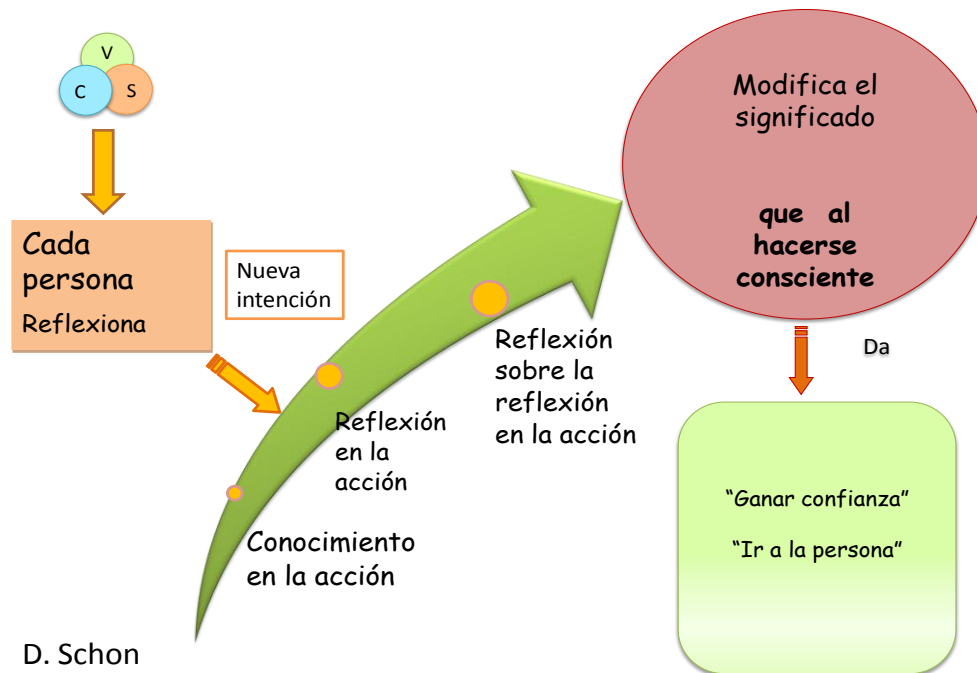 V
C
S
Cada
persona
Reflexiona
Nueva
intención
Conocimiento
en la acción
Reflexión
en la
acción
Reflexión
sobre la
reflexión
en la acción
Modifica el
significado
que al
hacerse
consciente
Da
“Ganar confianza”
“Ir a la persona”
D. Schon